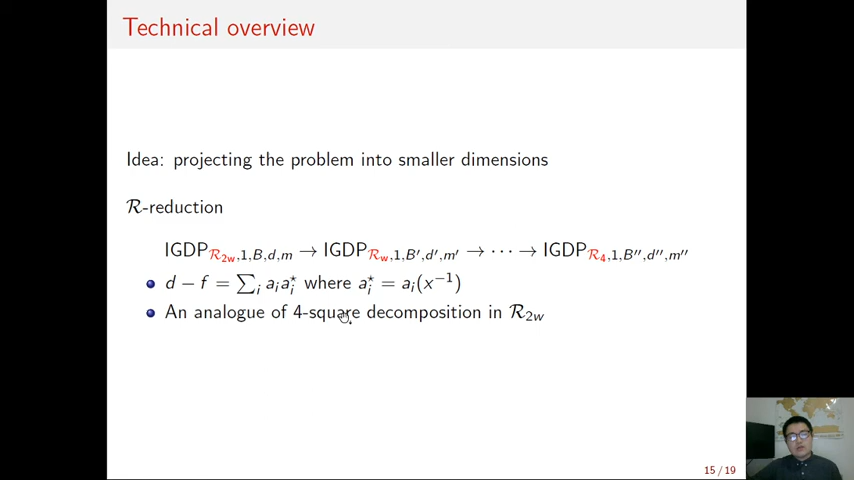 Technical overview
Idea: projecting the problem into smaller dimensions
ℛ-reduction
IGDP_{ℛ_{2w},1,B,d,m} → IGDP_{ℛ_w,1,B′,d′,m′} → ⋯ → IGDP_{ℛ_4,1,B″,d″,m″}
• d − f = ∑_i a_i a_i^⋆ where a_i^⋆ = a_i(x^{−1})
• An analogue of 4-square decomposition in ℛ_{2w}
15 / 19